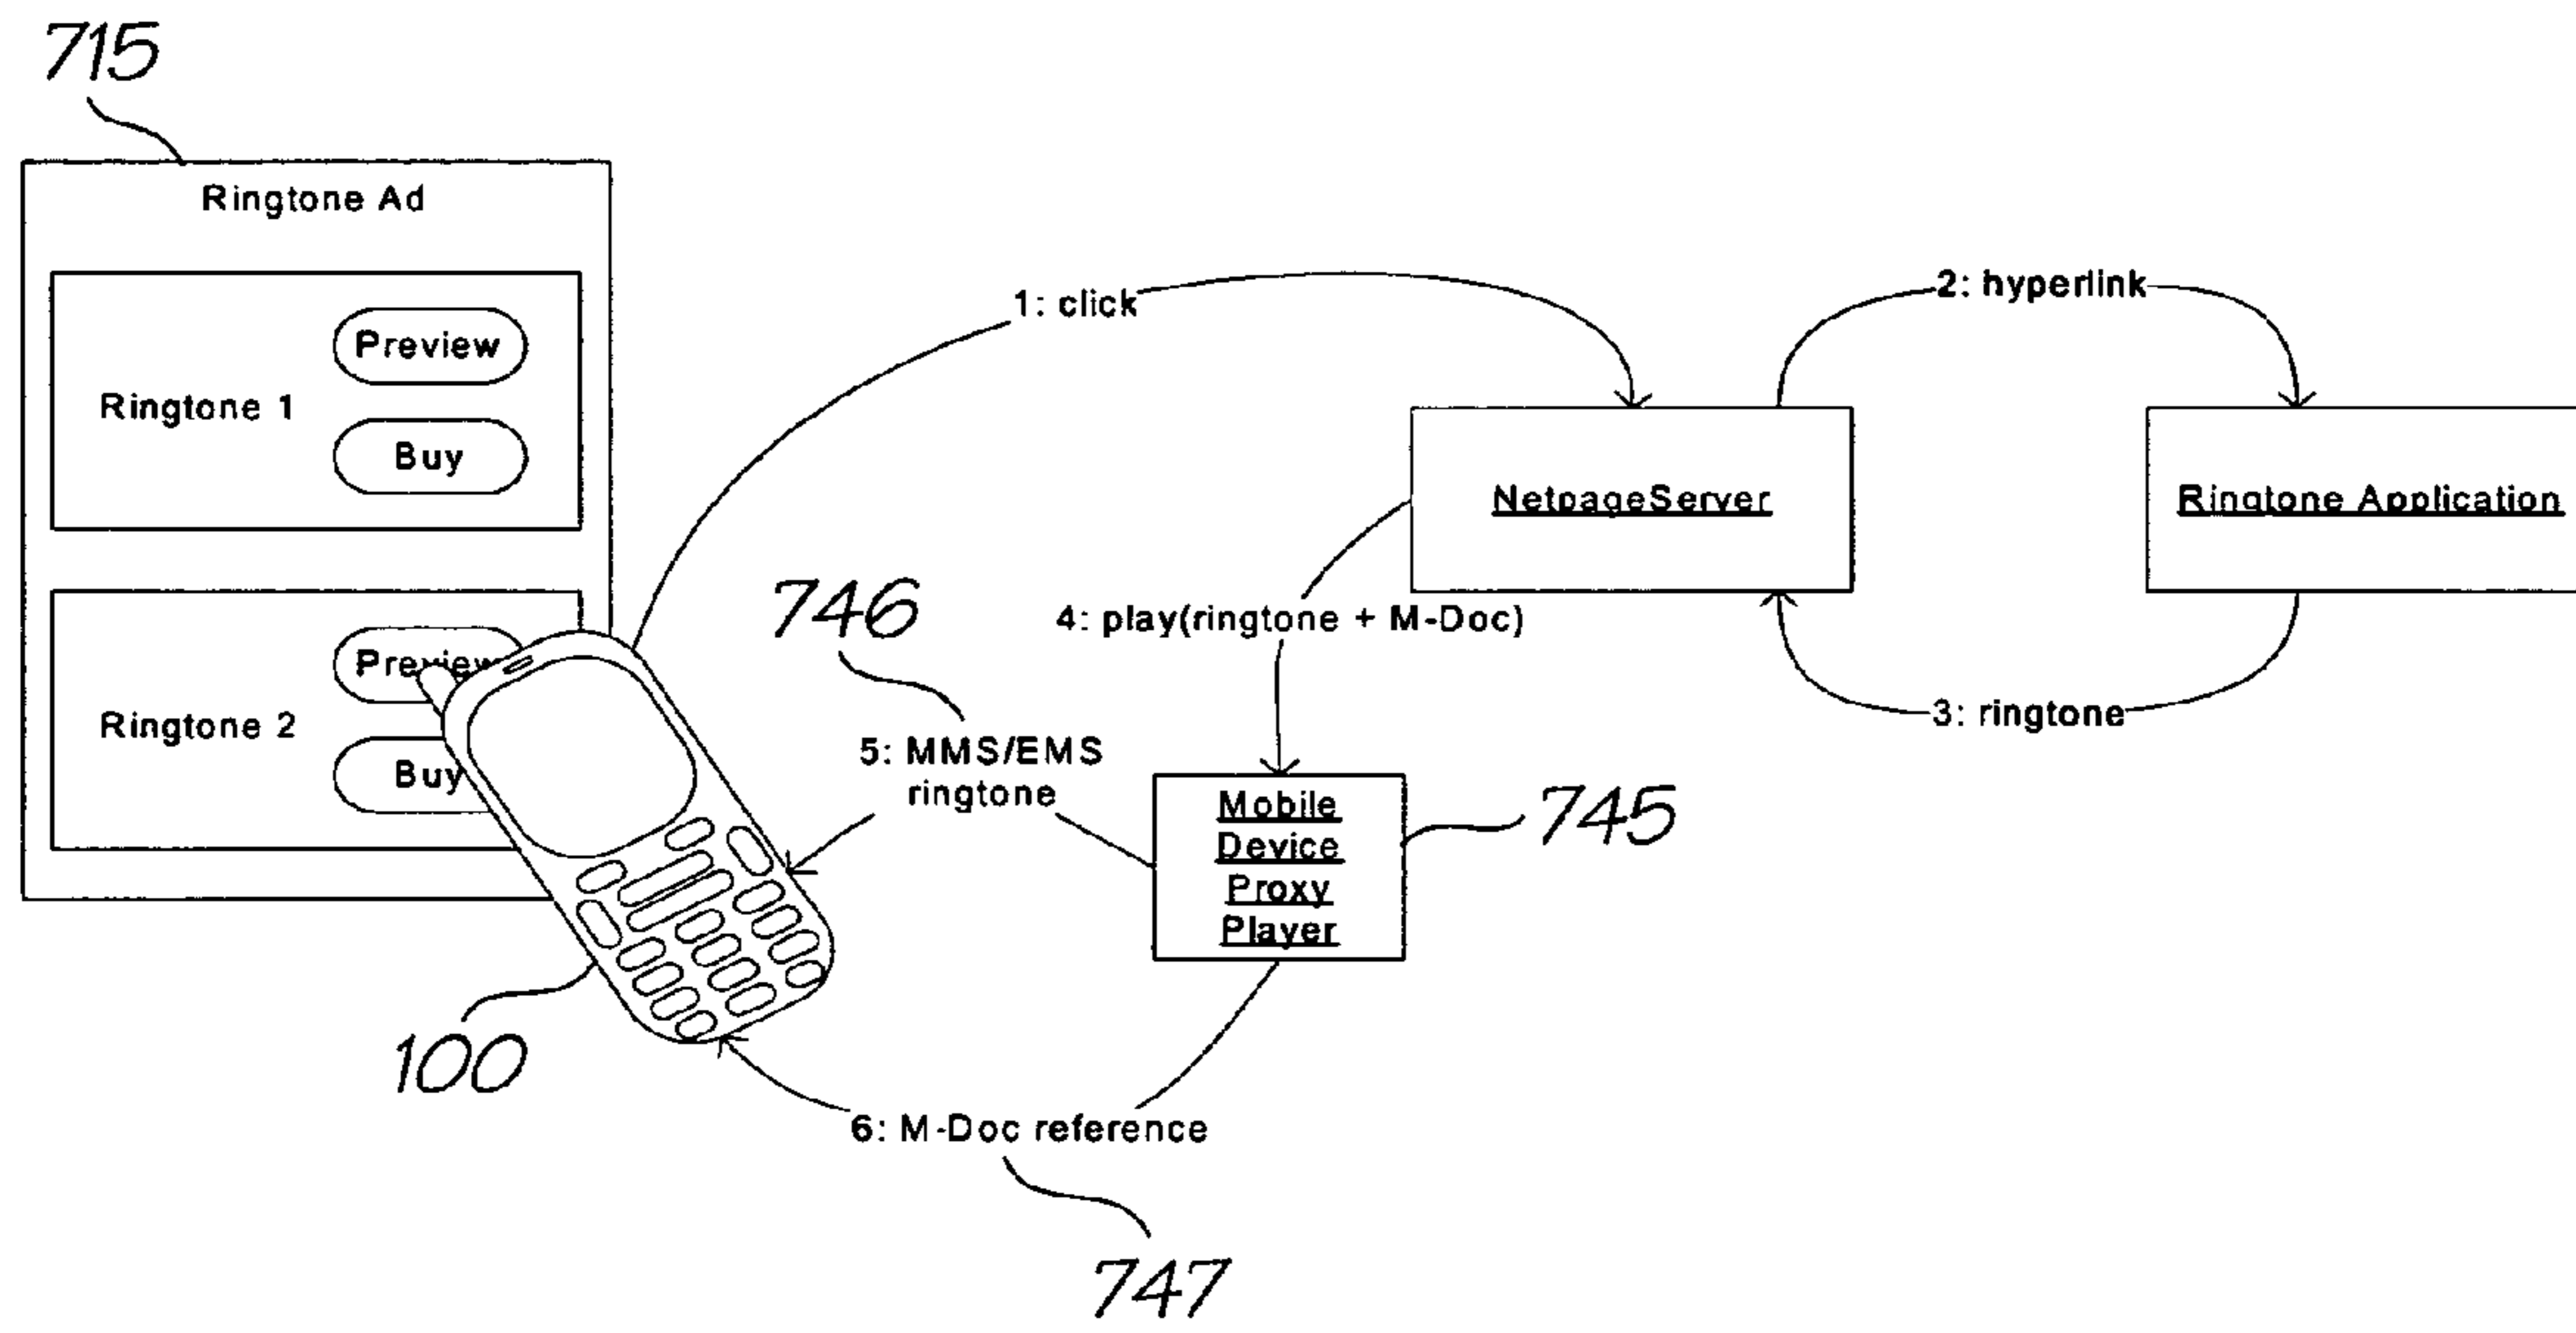 715
Ringtone Ad
Preview
Ringtone 1
Buy
Preview
Ringtone 2
Buy
100
1: click
2: hyperlink
NetpageServer
Ringtone Application
3: ringtone
4: play(ringtone + M-Doc)
746
5: MMS/EMS
ringtone
Mobile
Device
Proxy
Player
745
6: M-Doc reference
747